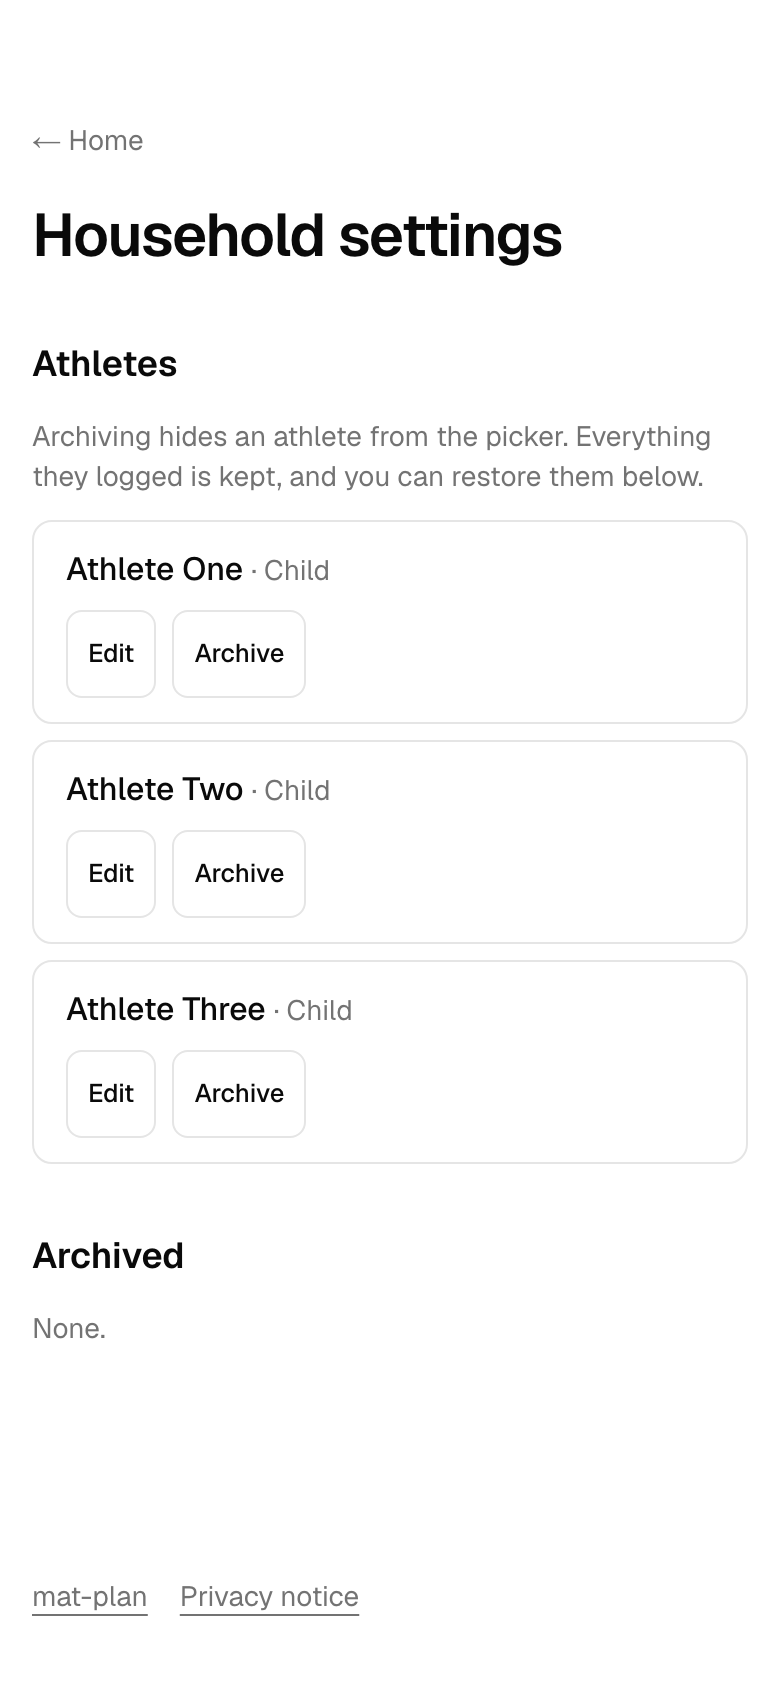 ← Home
Household settings
Athletes
Archiving hides an athlete from the picker. Everything
they logged is kept, and you can restore them below.
Athlete One · Child
Edit Archive
Athlete Two · Child
Edit Archive
Athlete Three · Child
Edit Archive
Archived
None.
mat-plan Privacy notice